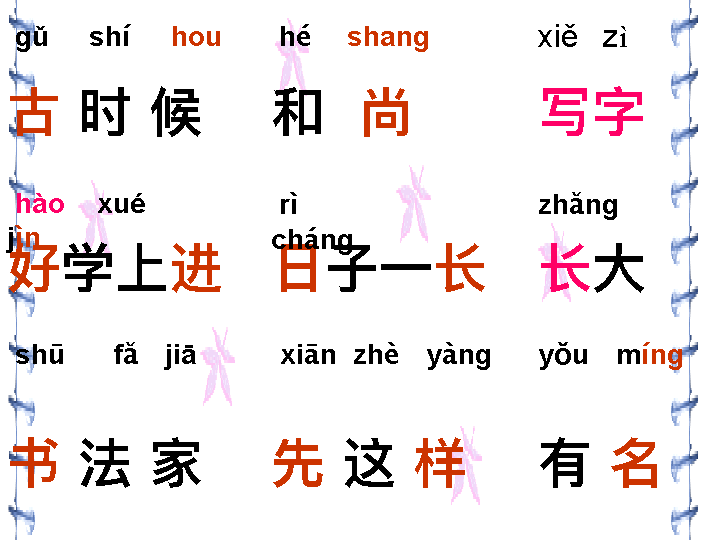 gǔ shí hou hé shang xiě zì
古 时 候 和 尚 写字
hào xué rì zhǎng
jìn cháng
好学上进 日子一长 长大
shū fǎ jiā xiān zhè yàng yǒu míng
书 法 家 先 这 样 有 名